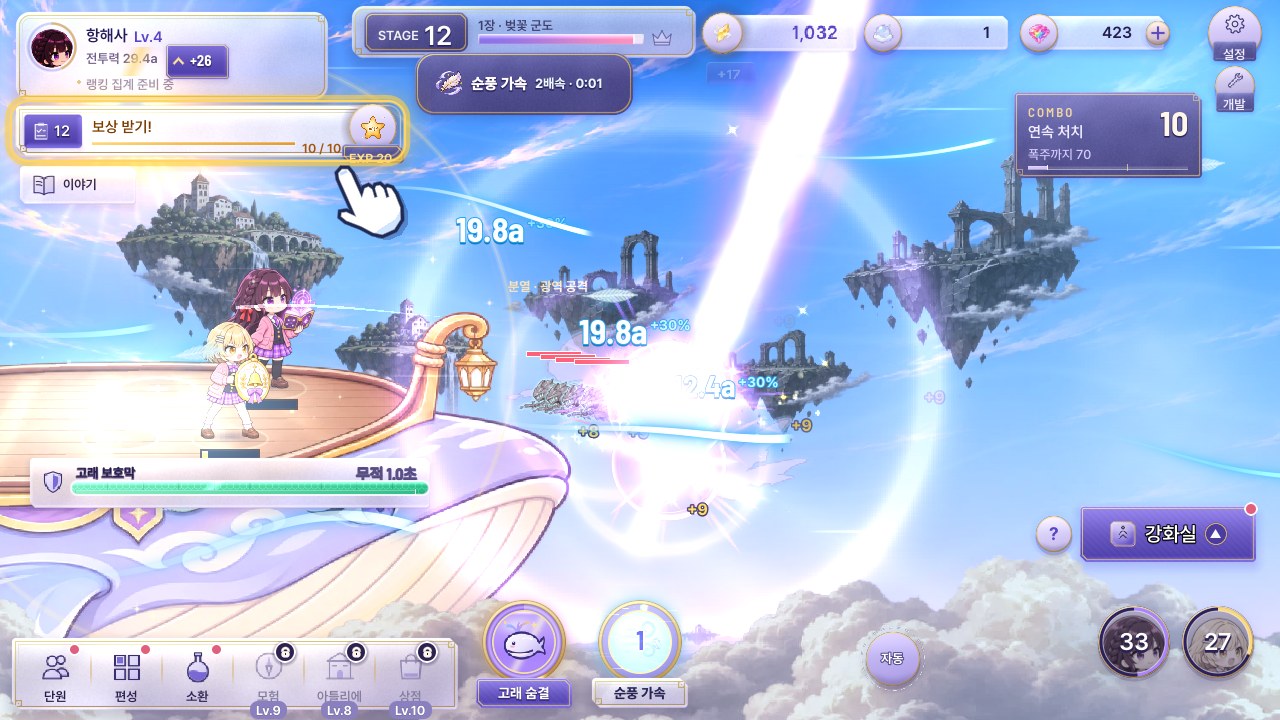 항해사 Lv.4
전투력 29.4a
+26
* 랭킹 집계 준비 중
STAGE 12
1장 · 벚꽃 군도
순풍 가속 2배속 · 0:01
1,032
+17
1
423
설정
개발
12
보상 받기!
10 / 10
EXP 20
이야기
COMBO
연속 처치
10
폭주까지 70
19.8a
분열 · 광역 공격
19.8a +30%
2.4a +30%
+9
+8
+9
+9
고래 보호막
무적 1.0초
?
강화실
단원
편성
소환
모험
Lv.9
아틀리에
Lv.8
상점
Lv.10
고래 숨결
1
순풍 가속
자동
33
27